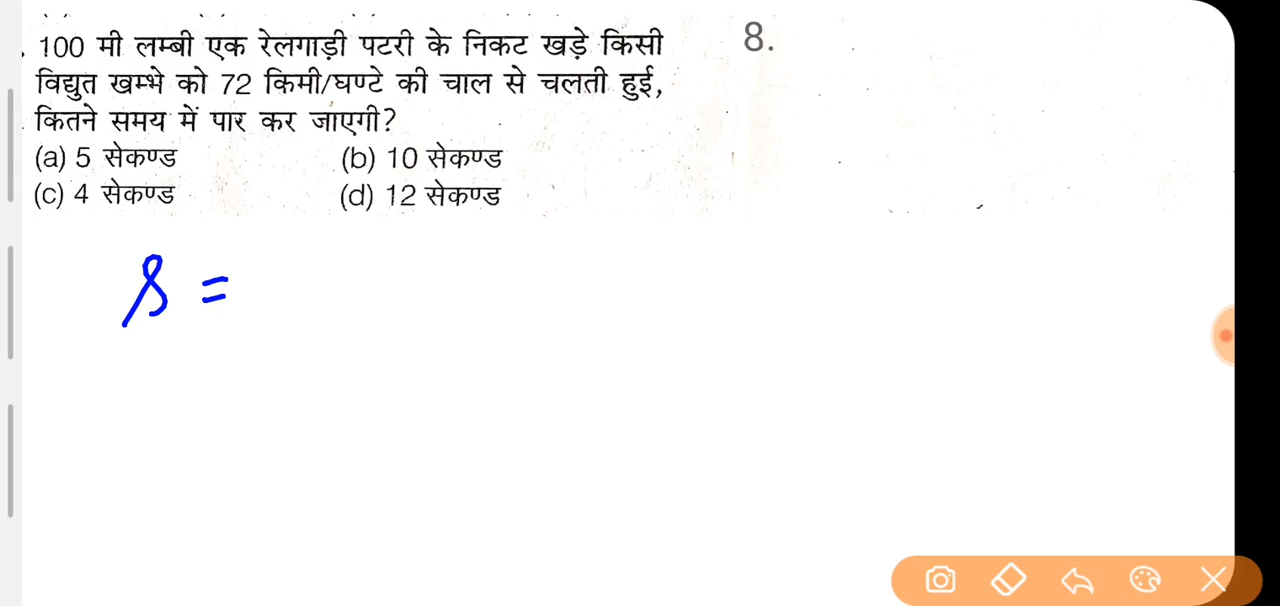 100 मी लम्बी एक रेलगाड़ी पटरी के निकट खड़े किसी
विद्युत खम्भे को 72 किमी/घण्टे की चाल से चलती हुई,
कितने समय में पार कर जाएगी?
(a) 5 सेकण्ड (b) 10 सेकण्ड
(c) 4 सेकण्ड (d) 12 सेकण्ड
8.
S =